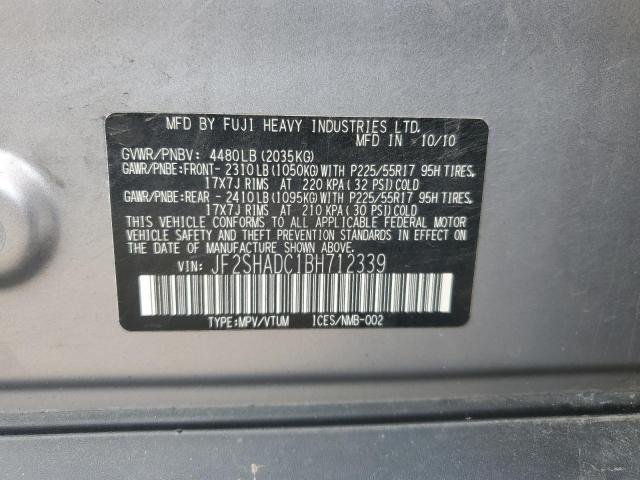 MFD BY FUJI HEAVY INDUSTRIES LTD.
MFD IN 10/10
GVWR/PNBV: 4480LB (2035KG)
GAWR/PNBE:FRONT- 2310LB (1050KG)WITH P225/55R17 95H TIRES,
17X7J RIMS AT 220 KPA (32 PSI)COLD
GAWR/PNBE:REAR - 2410LB (1095KG)WITH P225/55R17 95H TIRES,
17X7J RIMS AT 210 KPA (30 PSI)COLD
THIS VEHICLE CONFORMS TO ALL APPLICABLE FEDERAL MOTOR
VEHICLE SAFETY AND THEFT PREVENTION STANDARDS IN EFFECT ON
THE DATE OF MANUFACTURE SHOWN ABOVE.
VIN: JF2SHADC1BH712339
TYPE:MPV/VTUM ICES/NMB-002